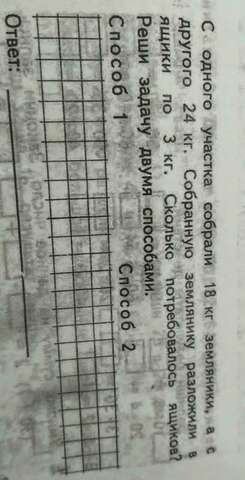 С одного участка собрали 18 кг земляники, а с
другого 24 кг. Собранную землянику разложили в
ящики по 3 кг. Сколько потребовалось ящиков?
Реши задачу двумя способами.
Способ 1 Способ 2
Ответ: